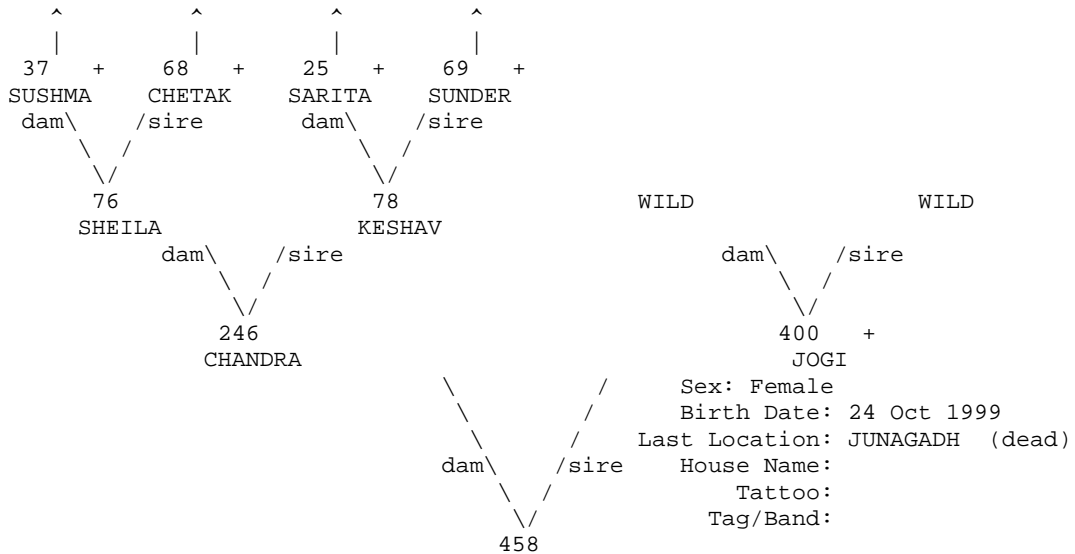 ^ ^ ^ ^
| | | |
37 + 68 + 25 + 69 +
SUSHMA CHETAK SARITA SUNDER
dam\ /sire dam\ /sire
\ / \ /
\/ \/
76 78 WILD WILD
SHEILA KESHAV
dam\ /sire dam\ /sire
\ / \ /
\/ \/
246 400 +
CHANDRA JOGI
\ / Sex: Female
\ / Birth Date: 24 Oct 1999
\ / Last Location: JUNAGADH (dead)
dam\ /sire House Name:
\ / Tattoo:
\/ Tag/Band:
458